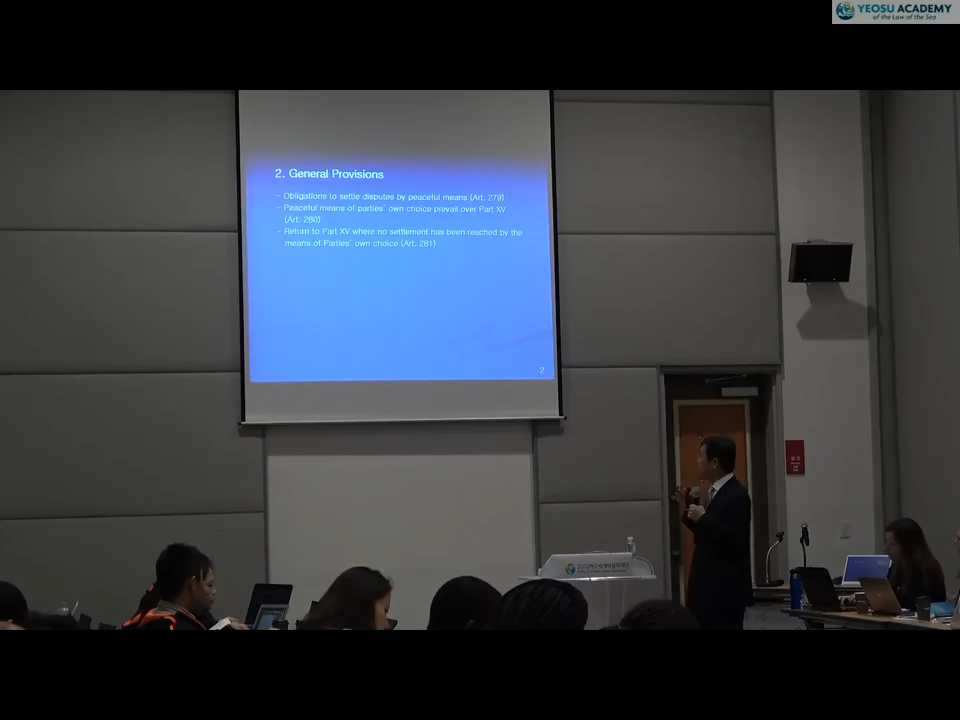 YEOSU ACADEMY
of the Law of the Sea
2. General Provisions
- Obligations to settle disputes by peaceful means (Art. 279)
- Peaceful means of parties' own choice prevail over Part XV
(Art. 280)
- Return to Part XV where no settlement has been reached by the
means of Parties' own choice (Art. 281)
2